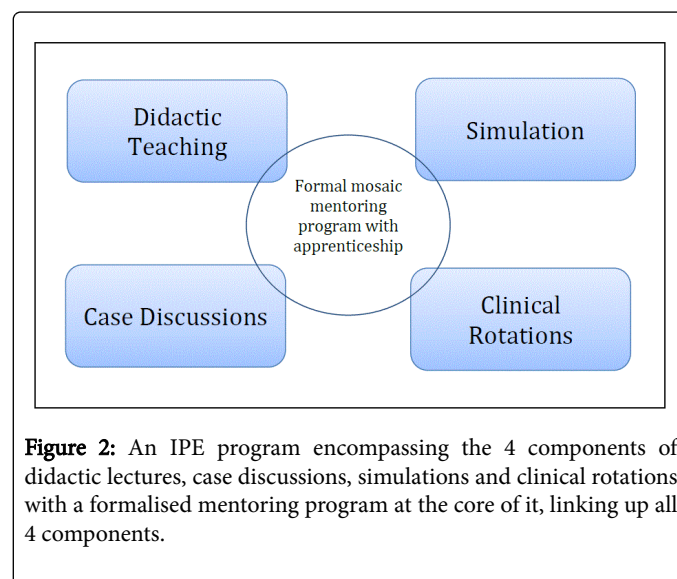 Didactic
Teaching
Simulation
Formal mosaic
mentoring
program with
apprenticeship
Case Discussions
Clinical
Rotations
Figure 2: An IPE program encompassing the 4 components of
didactic lectures, case discussions, simulations and clinical rotations
with a formalised mentoring program at the core of it, linking up all
4 components.